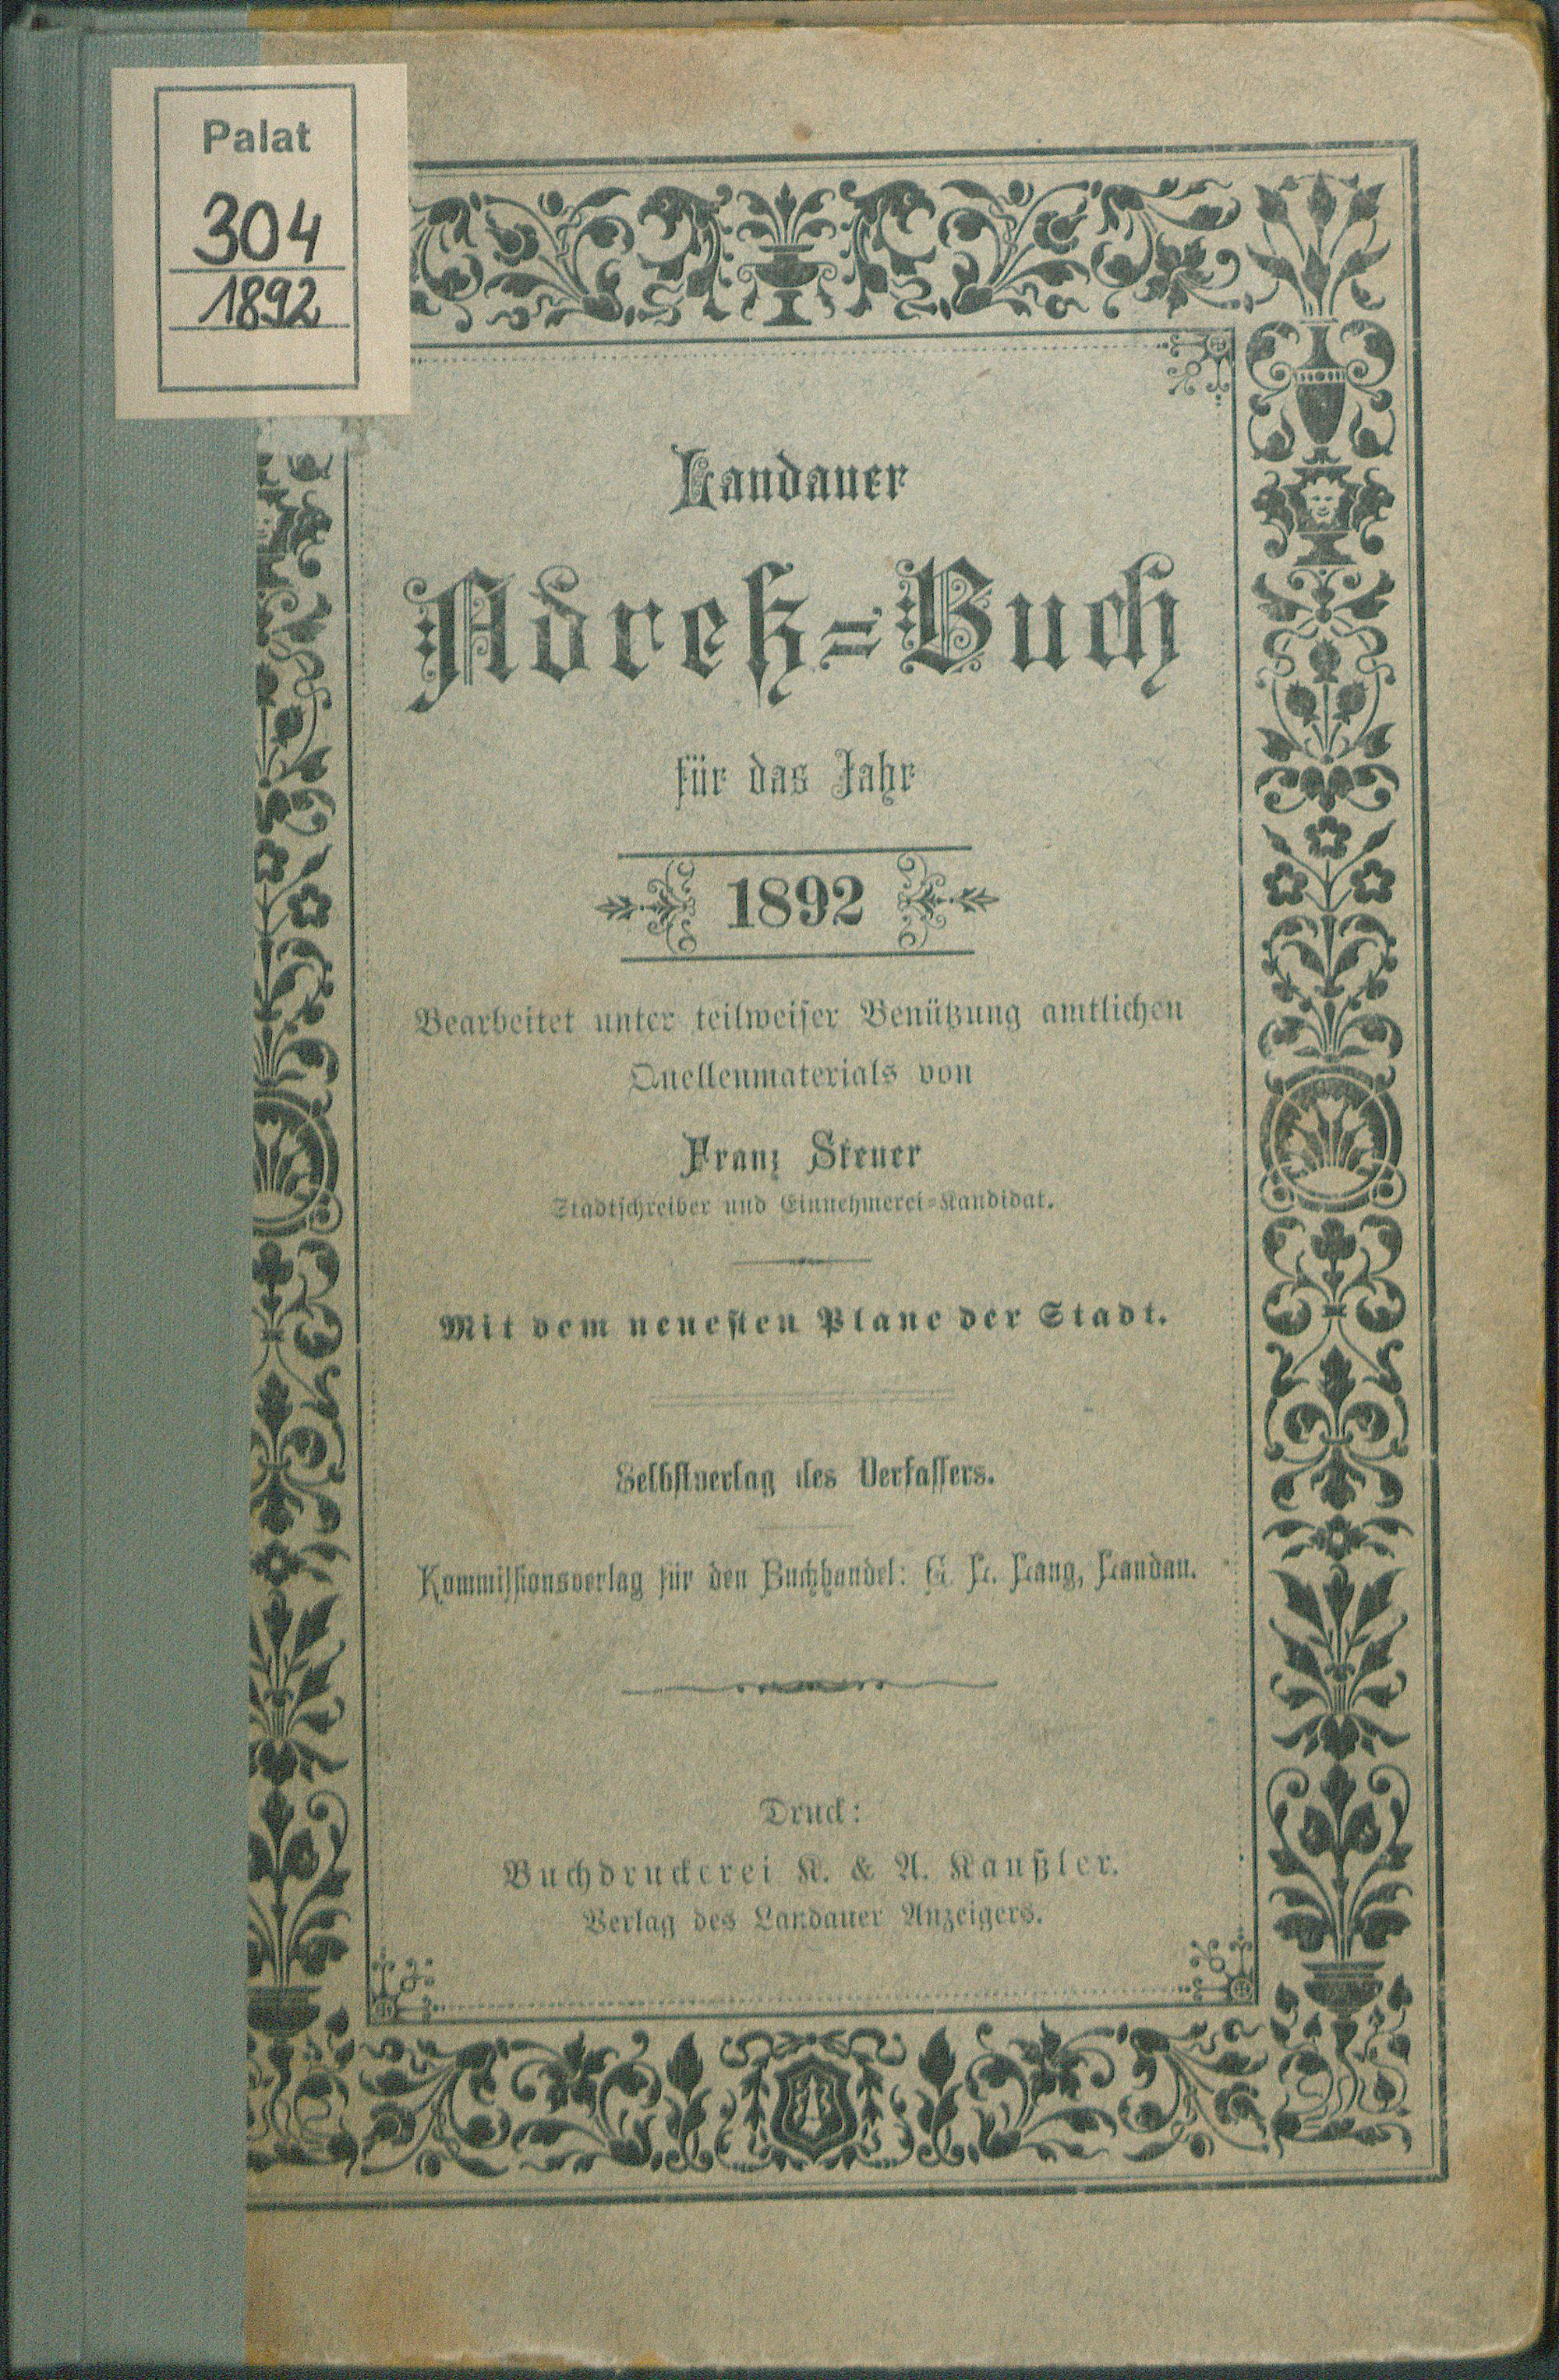 Palat
304
1892
Landauer
Adreß-Buch
für das Jahr
1892
Bearbeitet unter teilweiser Benützung amtlichen
Quellenmaterials von
Franz Steuer
Stadtschreiber und Einnehmerei-Kandidat.
Mit dem neuesten Plane der Stadt.
Selbstverlag des Verfassers.
Kommissionsverlag für den Buchhandel: G. L. Lang, Landau.
Druck:
Buchdruckerei K. & A. Kaußler.
Verlag des Landauer Anzeigers.